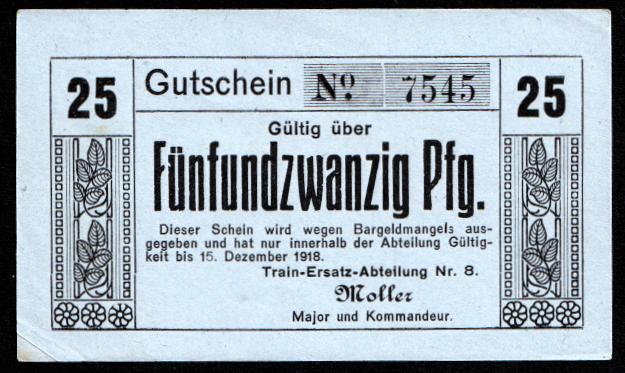 25 Gutschein No 7545 25
Gültig über
Fünfundzwanzig Pfg.
Dieser Schein wird wegen Bargeldmangels aus-
gegeben und hat nur innerhalb der Abteilung Gültig-
keit bis 15. Dezember 1918.
Train-Ersatz-Abteilung Nr. 8.
Moller
Major und Kommandeur.